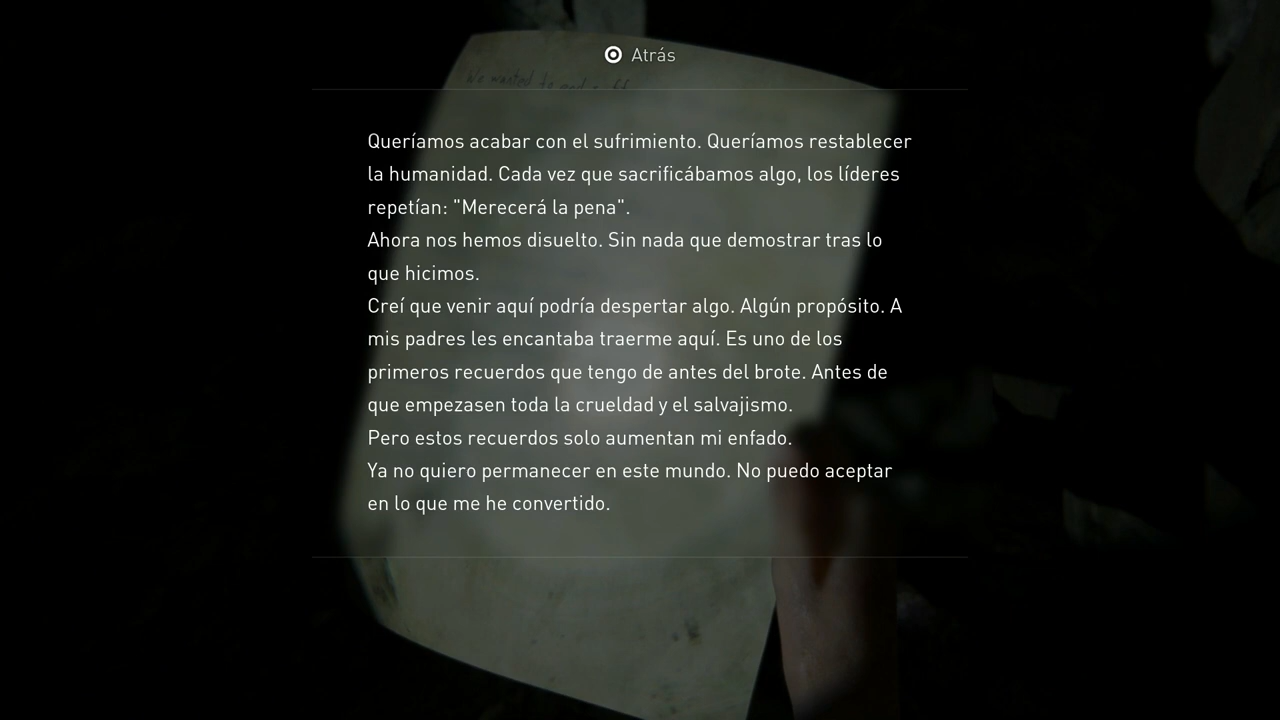 Atrás
We wanted to end
Queríamos acabar con el sufrimiento. Queríamos restablecer
la humanidad. Cada vez que sacrificábamos algo, los líderes
repetían: "Merecerá la pena".
Ahora nos hemos disuelto. Sin nada que demostrar tras lo
que hicimos.
Creí que venir aquí podría despertar algo. Algún propósito. A
mis padres les encantaba traerme aquí. Es uno de los
primeros recuerdos que tengo de antes del brote. Antes de
que empezasen toda la crueldad y el salvajismo.
Pero estos recuerdos solo aumentan mi enfado.
Ya no quiero permanecer en este mundo. No puedo aceptar
en lo que me he convertido.